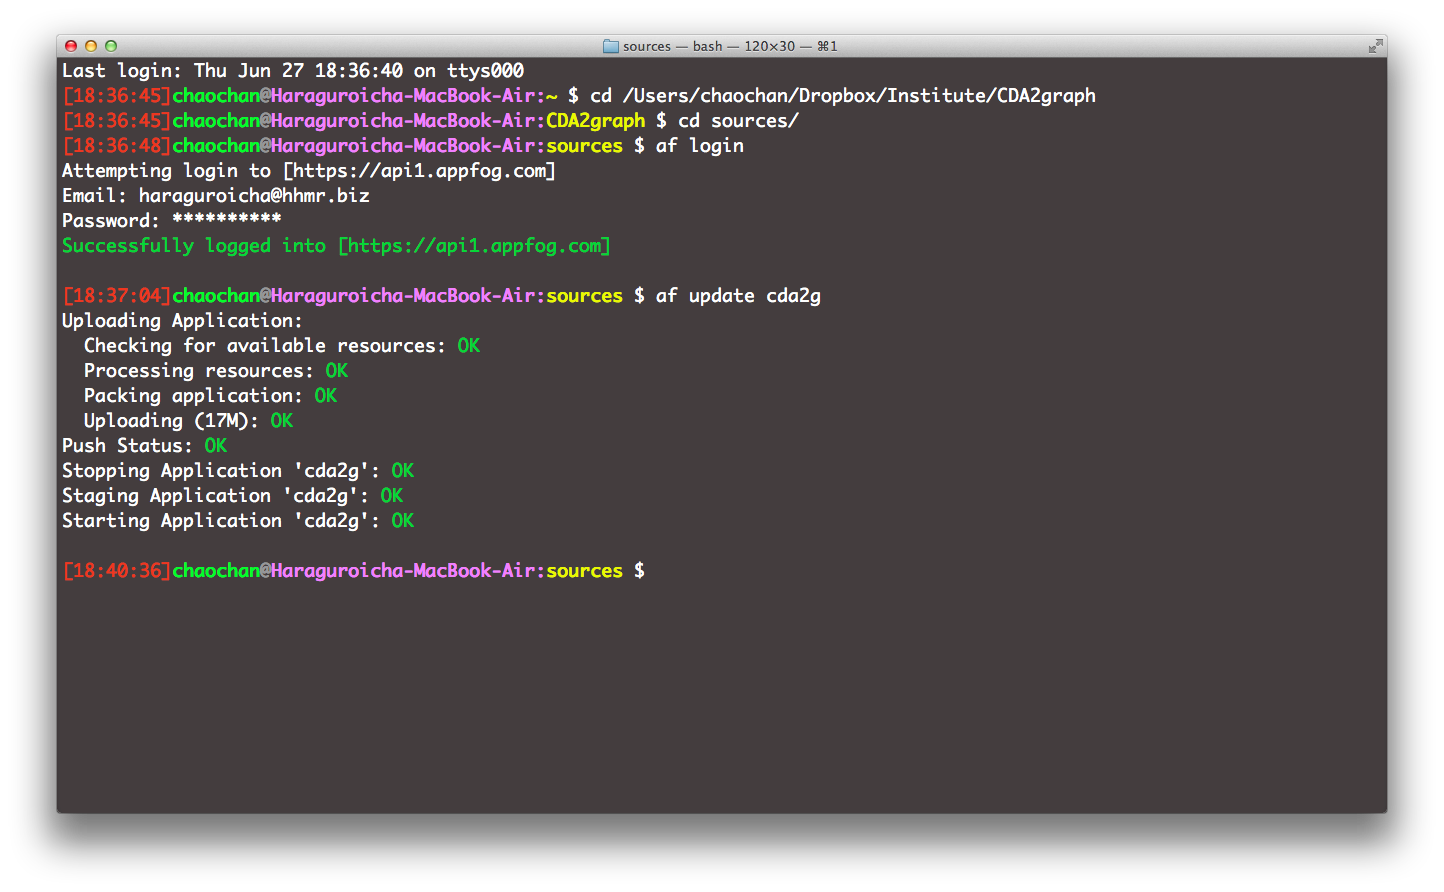 sources — bash — 120×30 — ⌘1
Last login: Thu Jun 27 18:36:40 on ttys000
[18:36:45]chaochan@Haraguroicha-MacBook-Air:~ $ cd /Users/chaochan/Dropbox/Institute/CDA2graph
[18:36:45]chaochan@Haraguroicha-MacBook-Air:CDA2graph $ cd sources/
[18:36:48]chaochan@Haraguroicha-MacBook-Air:sources $ af login
Attempting login to [https://api1.appfog.com]
Email: haraguroicha@hhmr.biz
Password: **********
Successfully logged into [https://api1.appfog.com]
[18:37:04]chaochan@Haraguroicha-MacBook-Air:sources $ af update cda2g
Uploading Application:
  Checking for available resources: OK
  Processing resources: OK
  Packing application: OK
  Uploading (17M): OK
Push Status: OK
Stopping Application 'cda2g': OK
Staging Application 'cda2g': OK
Starting Application 'cda2g': OK
[18:40:36]chaochan@Haraguroicha-MacBook-Air:sources $